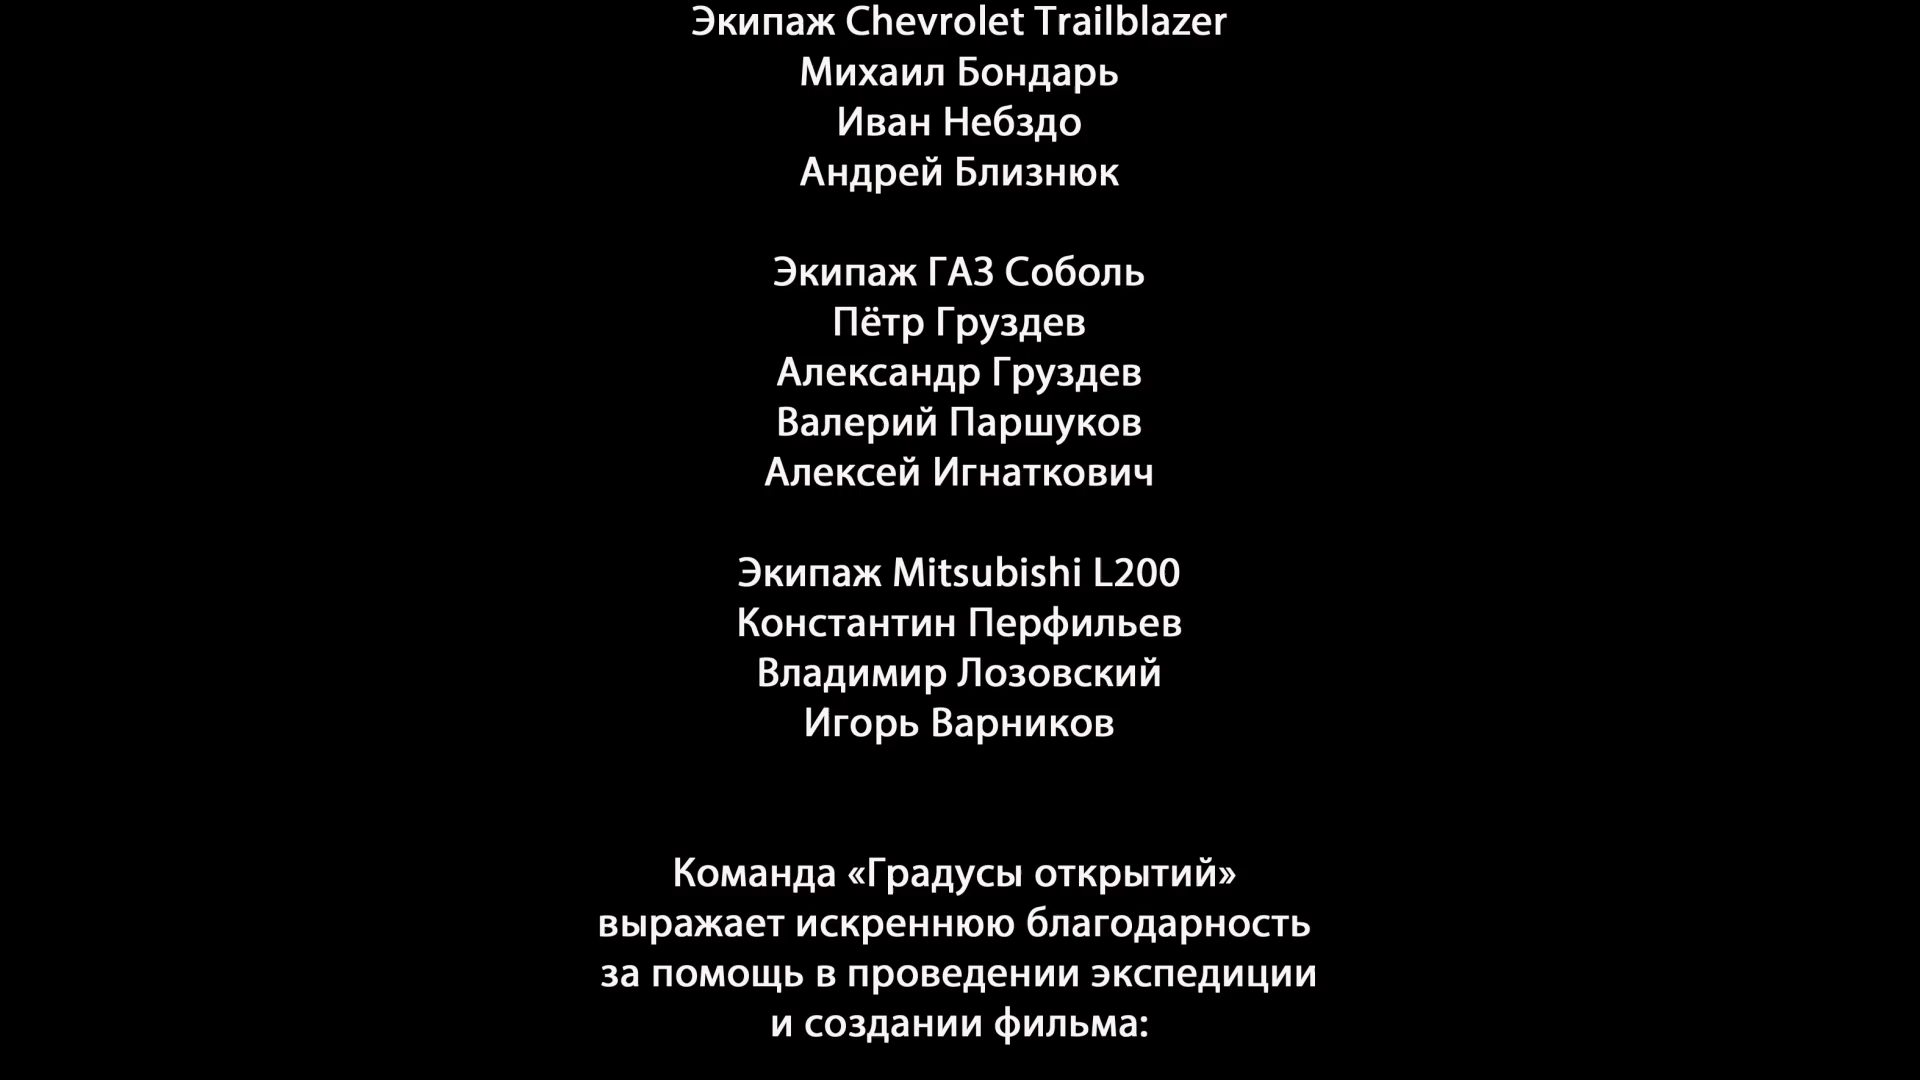 Экипаж Chevrolet Trailblazer
Михаил Бондарь
Иван Небздо
Андрей Близнюк
Экипаж ГАЗ Соболь
Пётр Груздев
Александр Груздев
Валерий Паршуков
Алексей Игнаткович
Экипаж Mitsubishi L200
Константин Перфильев
Владимир Лозовский
Игорь Варников
Команда «Градусы открытий»
выражает искреннюю благодарность
за помощь в проведении экспедиции
и создании фильма: